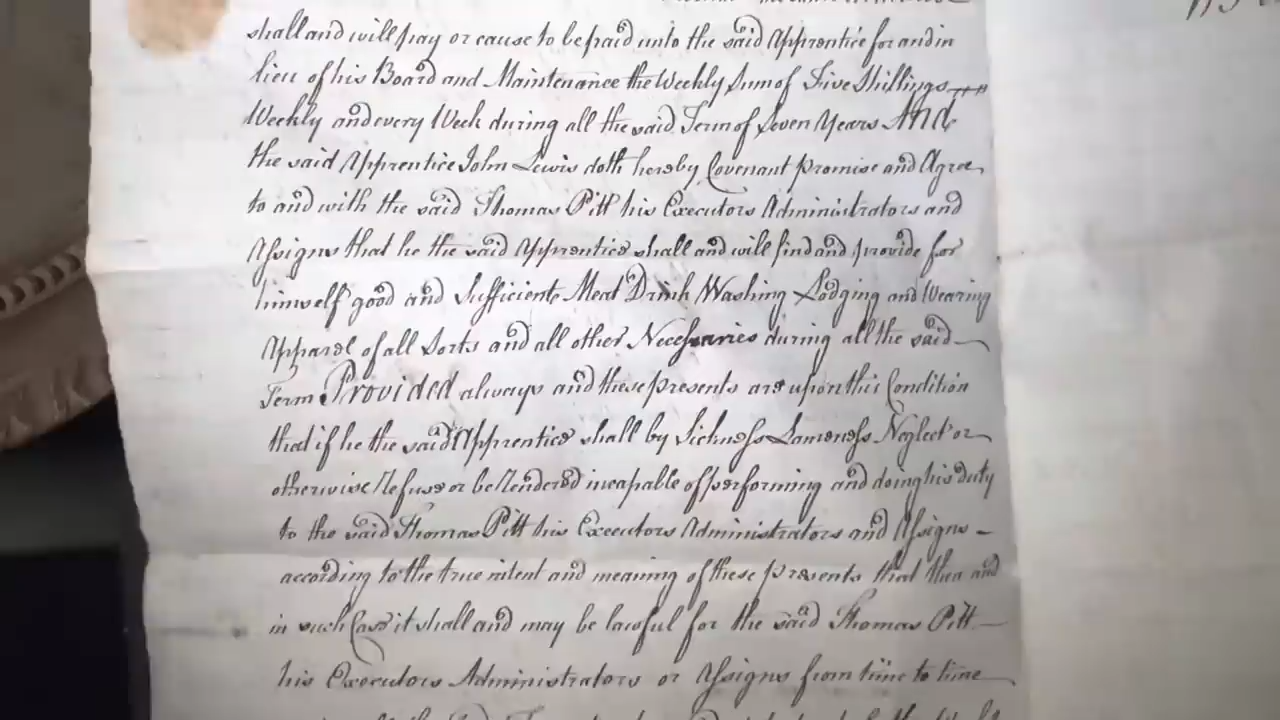 shall and will pay or cause to be paid unto the said Apprentice for and in
lieu of his Board and Maintenance the Weekly Sum of Five Shillings
Weekly and every Week during all the said Term of Seven Years And
the said Apprentice John Lewis doth hereby Covenant promise and Agree
to and with the said Thomas Pitt his Executors Administrators and
Assigns that he the said Apprentice shall and will find and provide for
himself good and Sufficient Meat Drink Washing Lodging and Wearing
Apparel of all Sorts and all other Necessaries during all the said
Term Provided always and these presents are upon this Condition
that if he the said Apprentice shall by Sickness Lameness Neglect or
otherwise Refuse or be Rendered incapable of performing and doing his duty
to the said Thomas Pitt his Executors Administrators and Assigns
according to the true intent and meaning of these presents that then and
in such Case it shall and may be lawful for the said Thomas Pitt
his Executors Administrators or Assigns from time to time